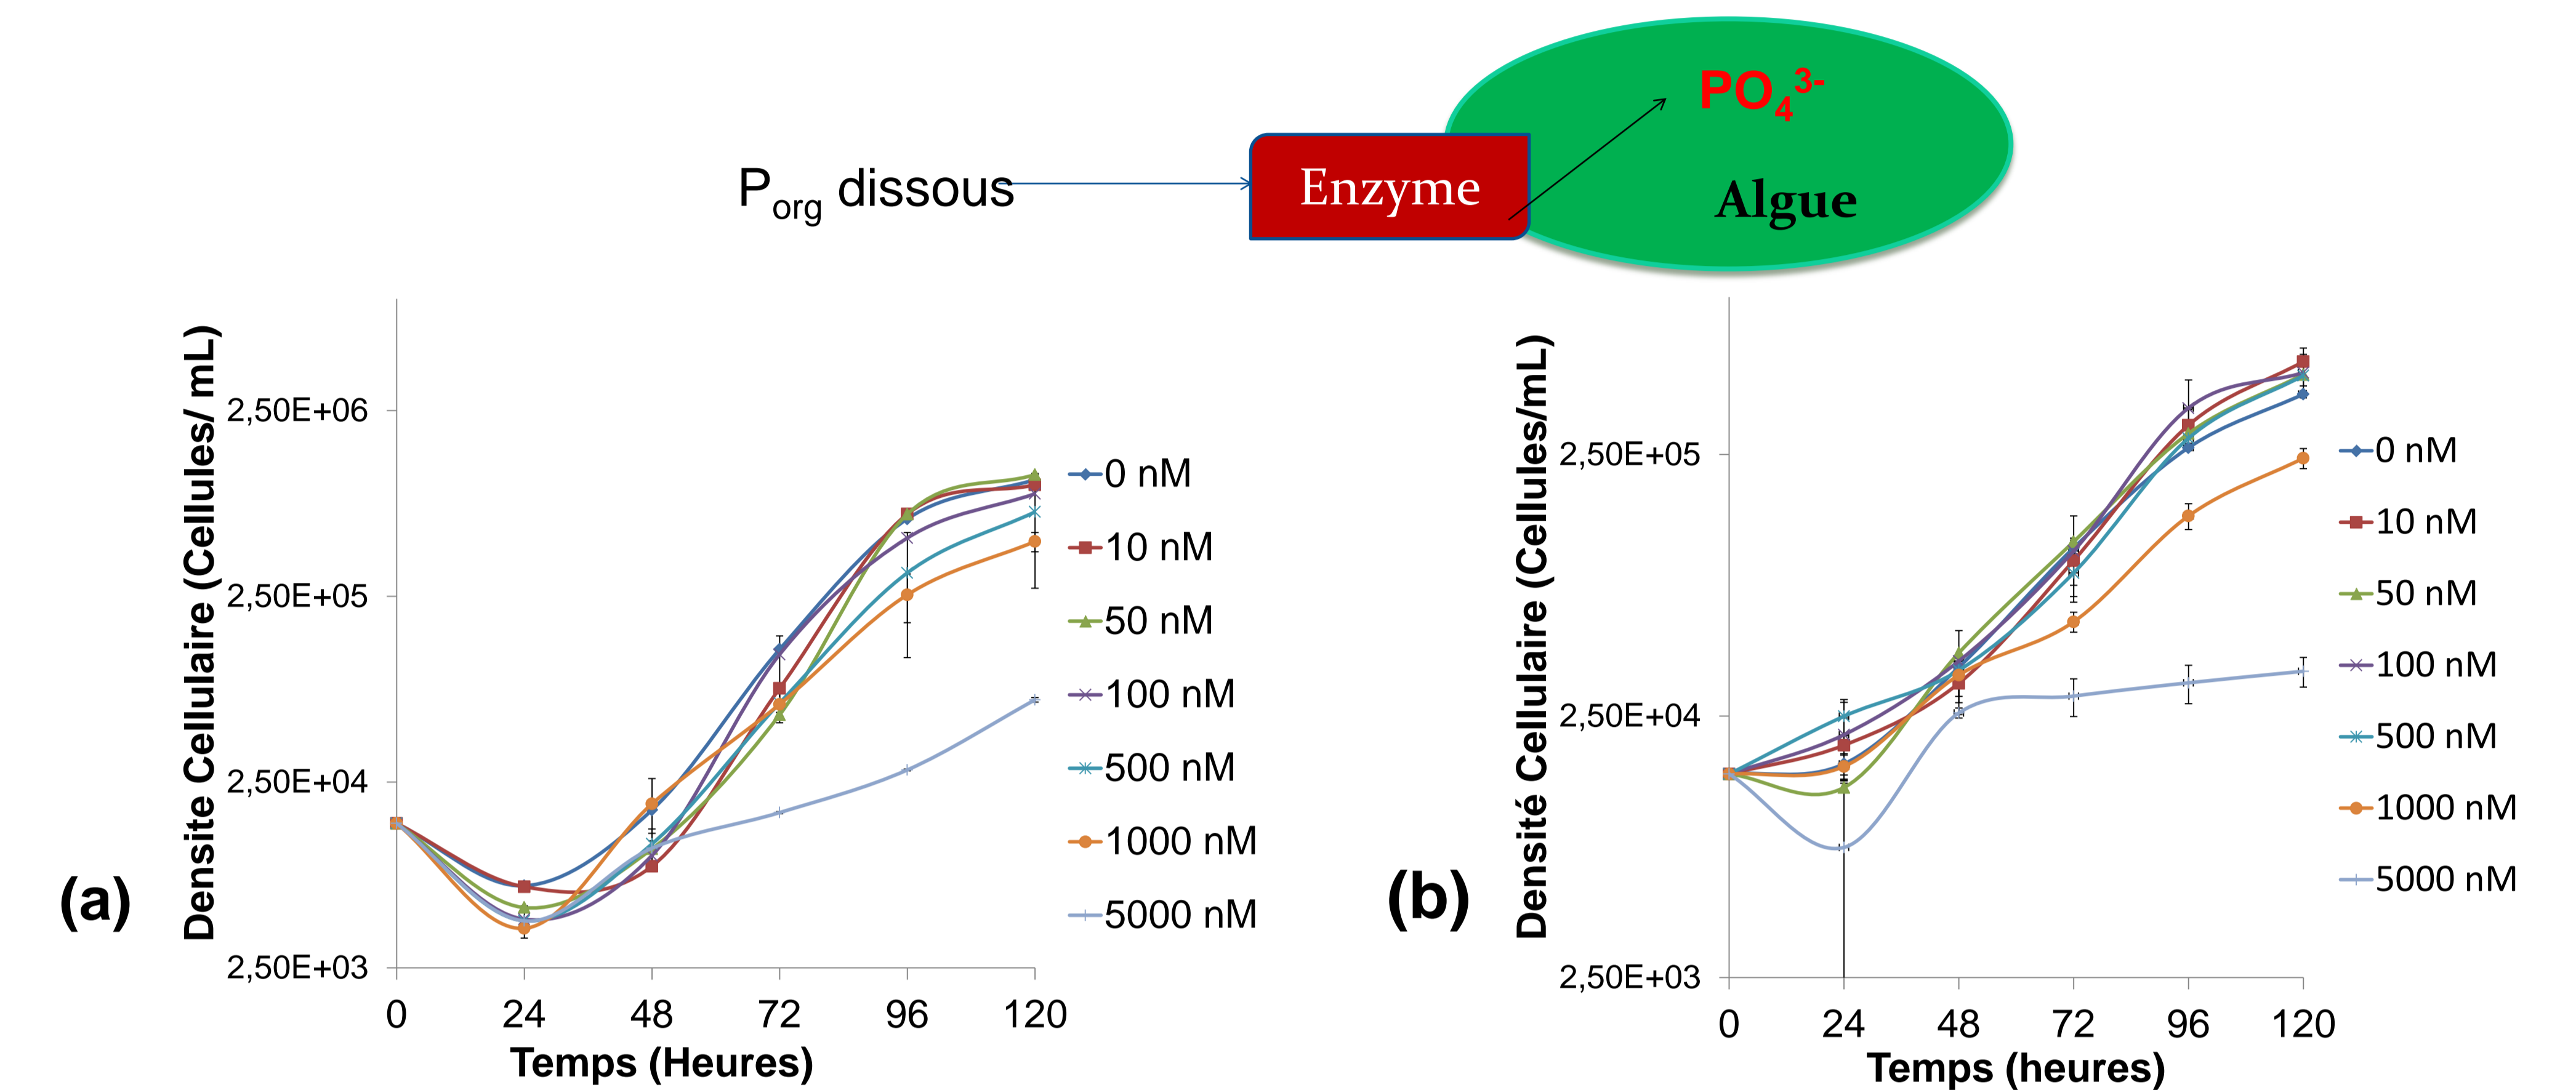 PO₄³⁻
P_org dissous
Enzyme
Algue
(a)
Densite Cellulaire (Cellules/ mL)
2,50E+06
2,50E+05
2,50E+04
2,50E+03
0 24 48 72 96 120
Temps (Heures)
0 nM
10 nM
50 nM
100 nM
500 nM
1000 nM
5000 nM
(b)
Densité Cellulaire (Cellules/mL)
2,50E+05
2,50E+04
2,50E+03
0 24 48 72 96 120
Temps (heures)
0 nM
10 nM
50 nM
100 nM
500 nM
1000 nM
5000 nM